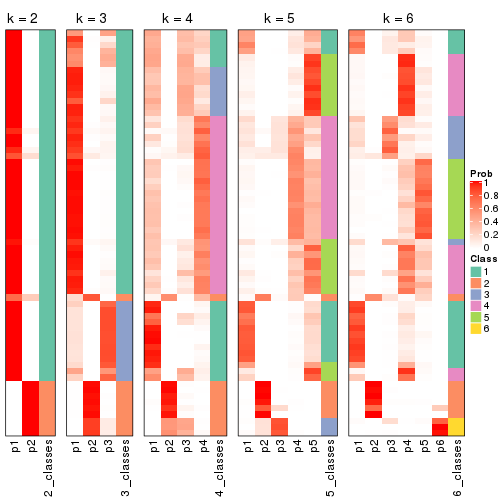 k = 2
k = 3
k = 4
k = 5
k = 6
p1
p2
2_classes
p1
p2
p3
3_classes
p1
p2
p3
p4
4_classes
p1
p2
p3
p4
p5
5_classes
p1
p2
p3
p4
p5
p6
6_classes
Prob
1
0.8
0.6
0.4
0.2
0
Class
1
2
3
4
5
6